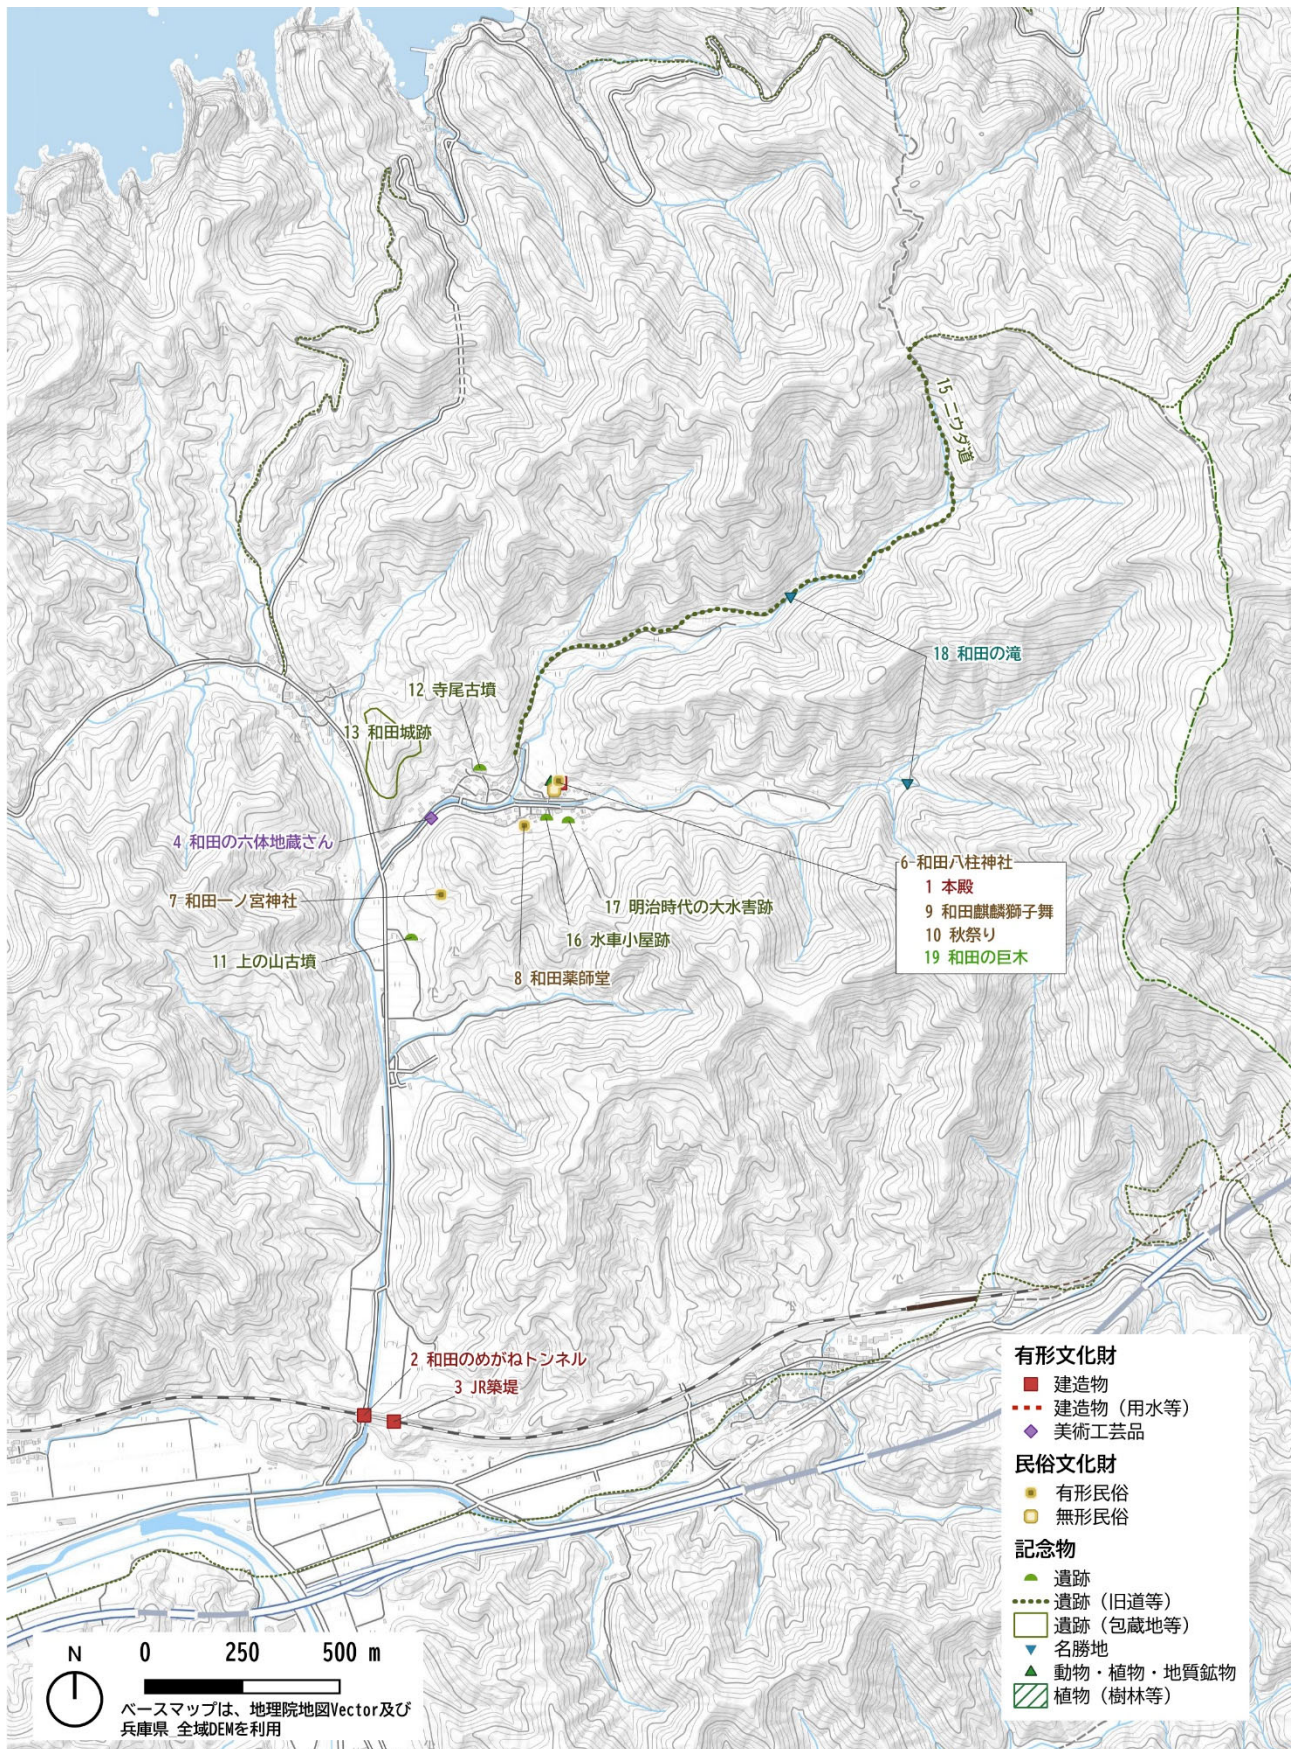 15 ニウダ道
18 和田の滝
12 寺尾古墳
13 和田城跡
4 和田の六体地蔵さん
6 和田八柱神社
1 本殿
9 和田麒麟獅子舞
10 秋祭り
19 和田の巨木
7 和田一ノ宮神社
17 明治時代の大水害跡
16 水車小屋跡
11 上の山古墳
8 和田薬師堂
2 和田のめがねトンネル
3 JR築堤
有形文化財
建造物
建造物（用水等）
美術工芸品
民俗文化財
有形民俗
無形民俗
記念物
遺跡
遺跡（旧道等）
遺跡（包蔵地等）
名勝地
動物・植物・地質鉱物
植物（樹林等）
N
0 250 500 m
ベースマップは、地理院地図Vector及び
兵庫県_全域DEMを利用